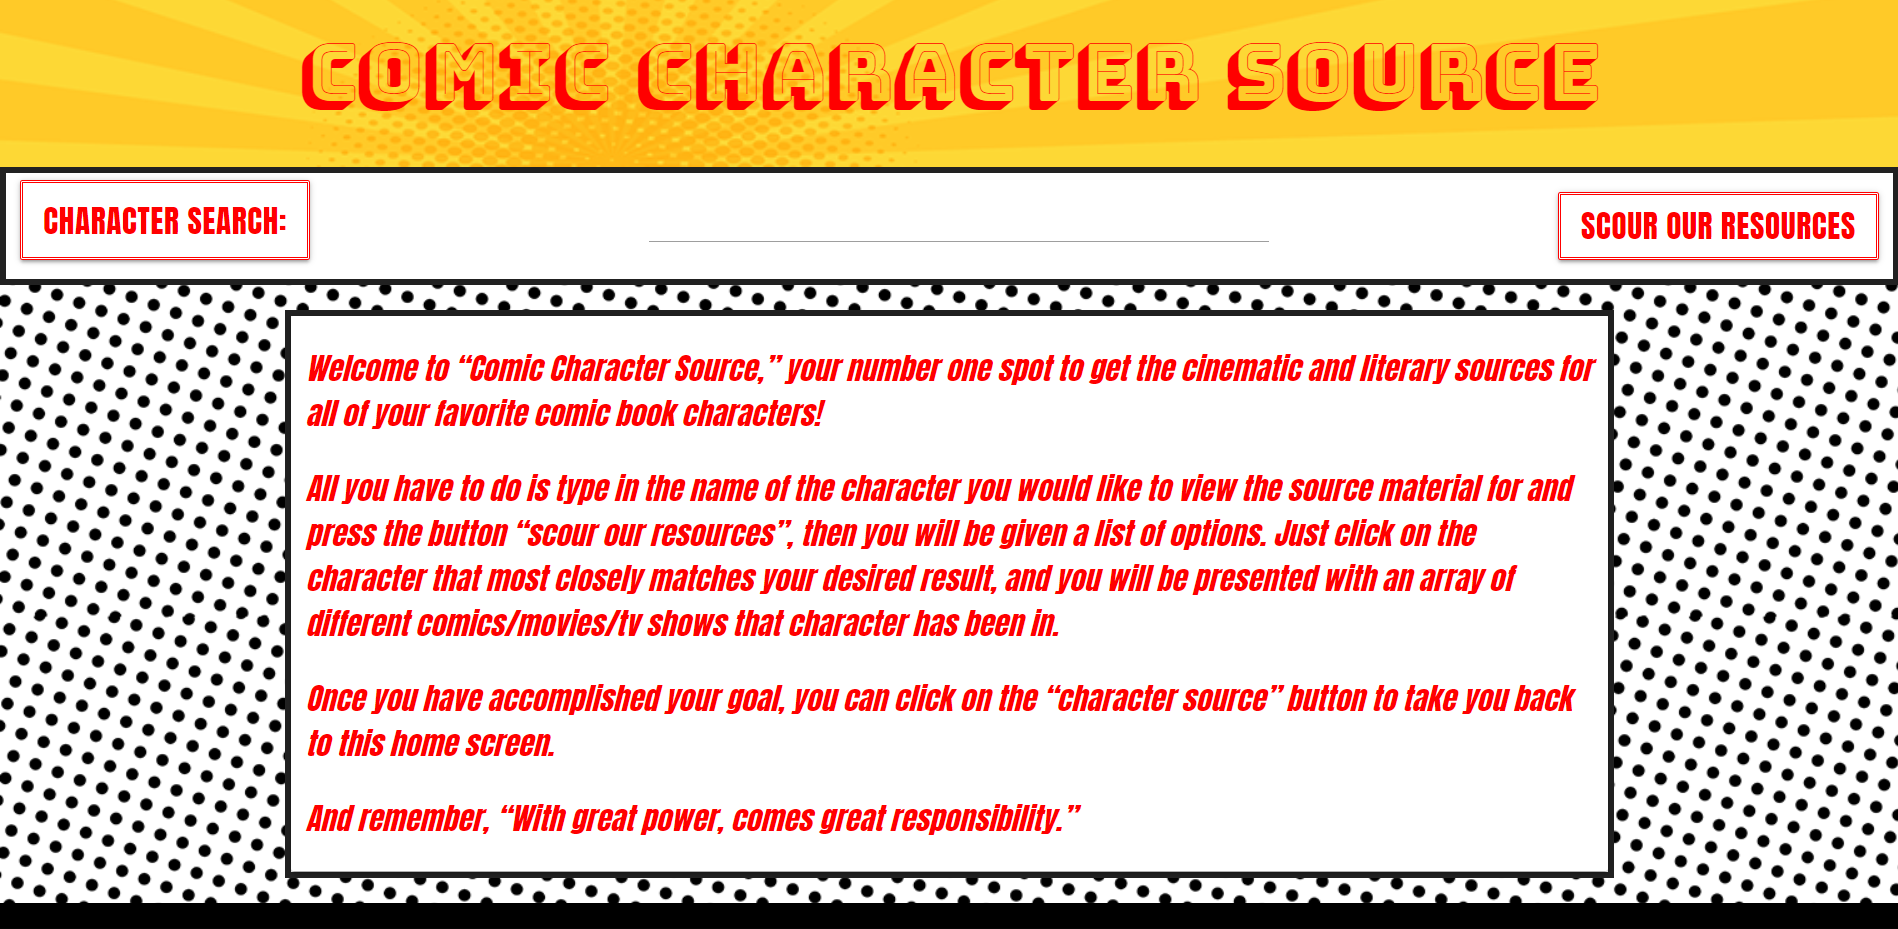 COMIC CHARACTER SOURCE
CHARACTER SEARCH:
SCOUR OUR RESOURCES
Welcome to “Comic Character Source,” your number one spot to get the cinematic and literary sources for
all of your favorite comic book characters!
All you have to do is type in the name of the character you would like to view the source material for and
press the button “scour our resources”, then you will be given a list of options. Just click on the
character that most closely matches your desired result, and you will be presented with an array of
different comics/movies/tv shows that character has been in.
Once you have accomplished your goal, you can click on the “character source” button to take you back
to this home screen.
And remember, “With great power, comes great responsibility.”